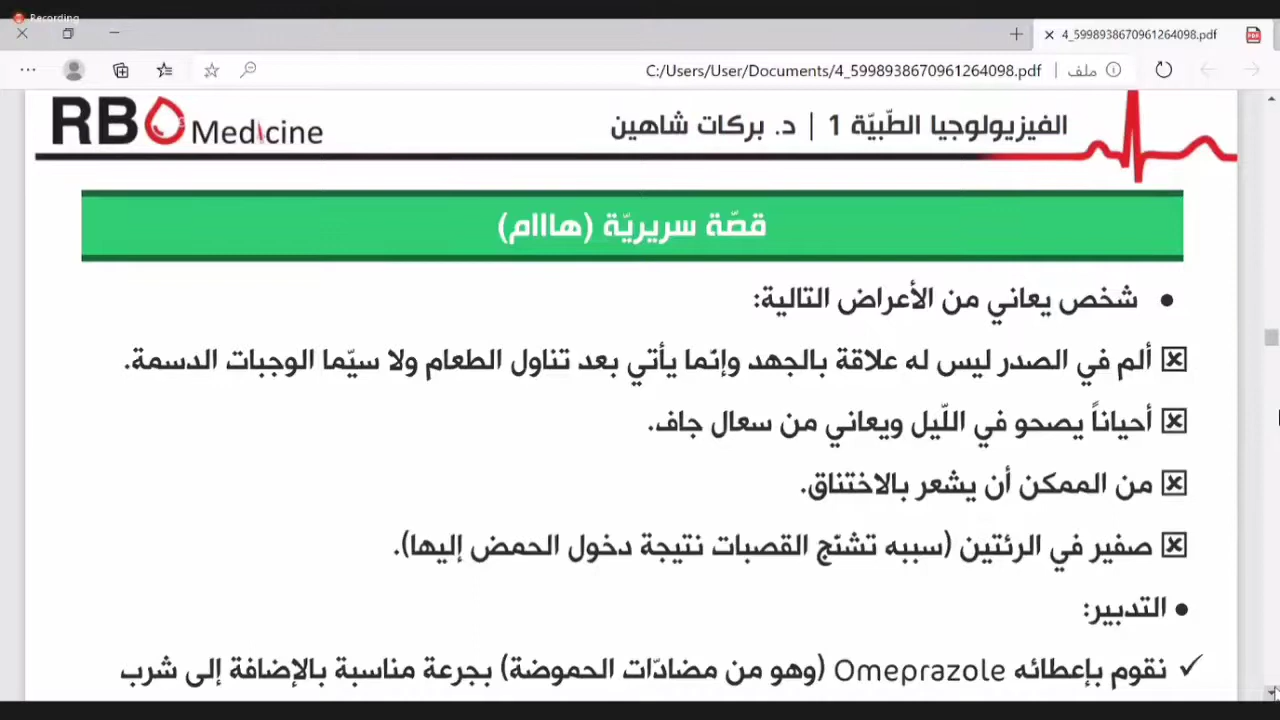 Recording
4_5998938670961264098.pdf
C:/Users/User/Documents/4_5998938670961264098.pdf | ملف
RBO Medicine
الفيزيولوجيا الطّبيّة 1 | د. بركات شاهين
قصّة سريريّة (هااام)
• شخص يعاني من الأعراض التالية:
ألم في الصدر ليس له علاقة بالجهد وإنّما يأتي بعد تناول الطعام ولا سيّما الوجبات الدسمة.
أحياناً يصحو في اللّيل ويعاني من سعال جاف.
من الممكن أن يشعر بالاختناق.
صفير في الرئتين (سببه تشنّج القصبات نتيجة دخول الحمض إليها).
• التدبير:
✓ نقوم بإعطائه Omeprazole (وهو من مضادّات الحموضة) بجرعة مناسبة بالإضافة إلى شرب